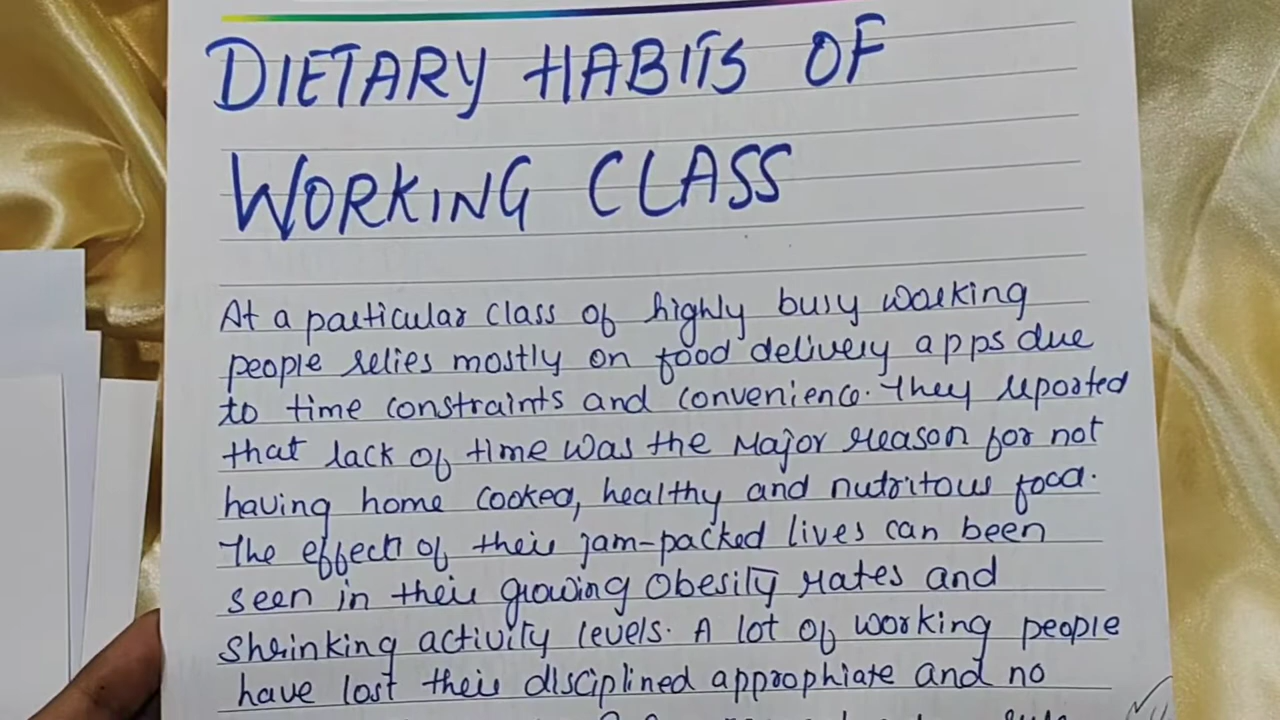 DIETARY HABITS OF
WORKING CLASS
At a particular class of highly busy working
people relies mostly on food delivery apps due
to time constraints and convenience. They reported
that lack of time was the Major reason for not
having home cooked, healthy and nutritous food.
The effect of their jam-packed lives can been
seen in their growing Obesity rates and
shrinking activity levels. A lot of working people
have lost their disciplined approphiate and no